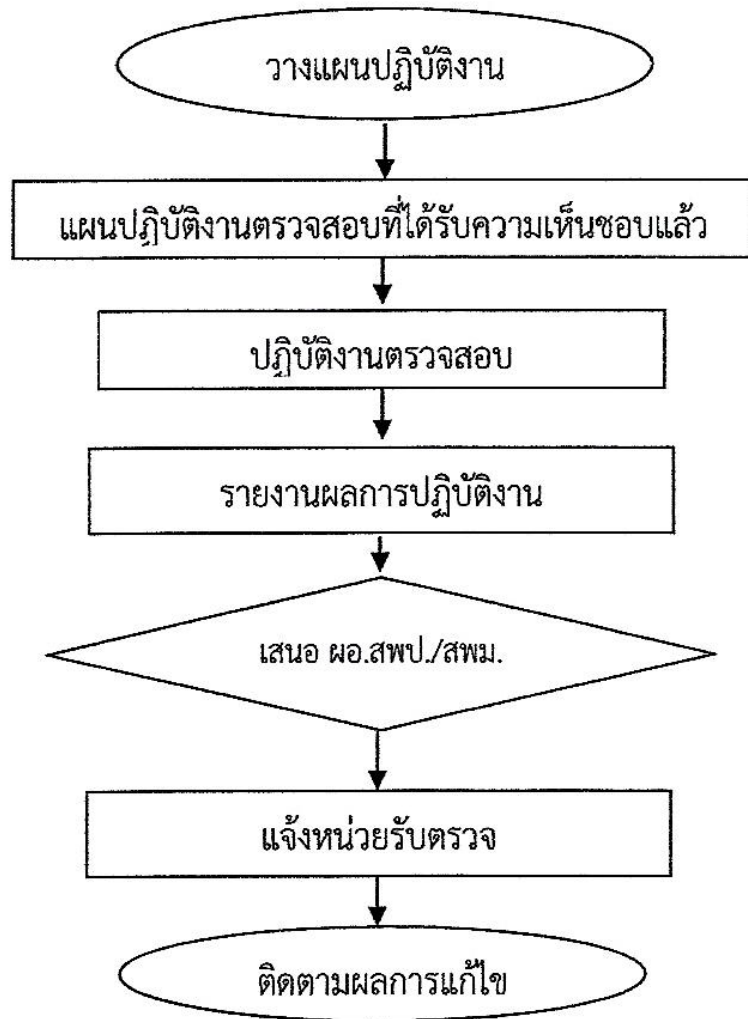 วางแผนปฏิบัติงาน
แผนปฏิบัติงานตรวจสอบที่ได้รับความเห็นชอบแล้ว
ปฏิบัติงานตรวจสอบ
รายงานผลการปฏิบัติงาน
เสนอ ผอ.สพป./สพม.
แจ้งหน่วยรับตรวจ
ติดตามผลการแก้ไข